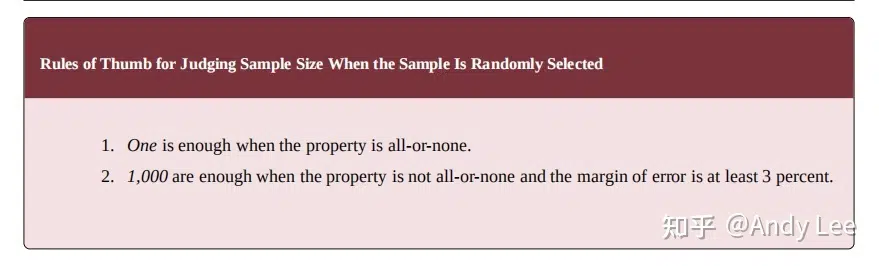 Rules of Thumb for Judging Sample Size When the Sample Is Randomly Selected
1. One is enough when the property is all-or-none.
2. 1,000 are enough when the property is not all-or-none and the margin of error is at least 3 percent.
知乎 @Andy Lee